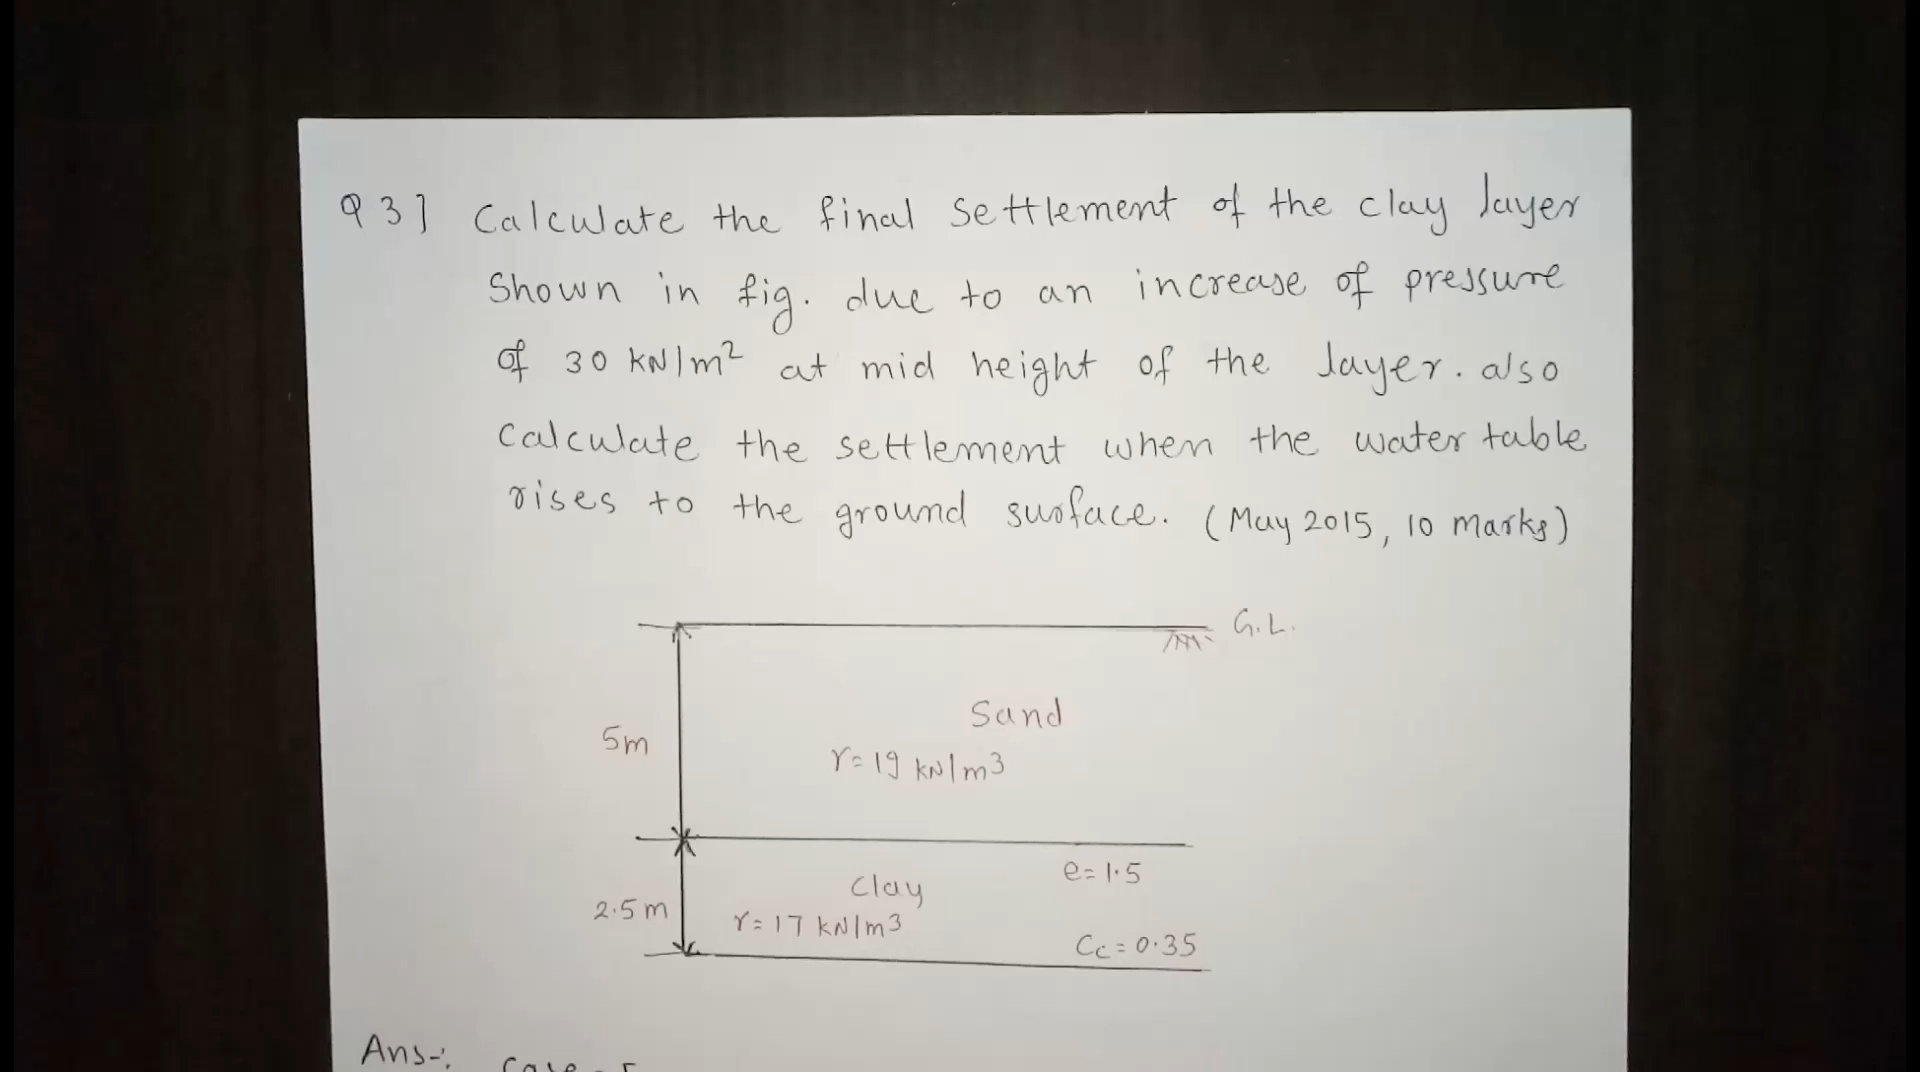 Q3] Calculate the final settlement of the clay layer
Shown in fig. due to an increase of pressure
of 30 kN/m² at mid height of the layer. also
calculate the settlement when the water table
rises to the ground surface. (May 2015, 10 marks)
G.L.
Sand
5m
γ=19 kN/m3
e=1.5
Clay
2.5m
γ=17 kN/m3
Cc=0.35
Ans-: